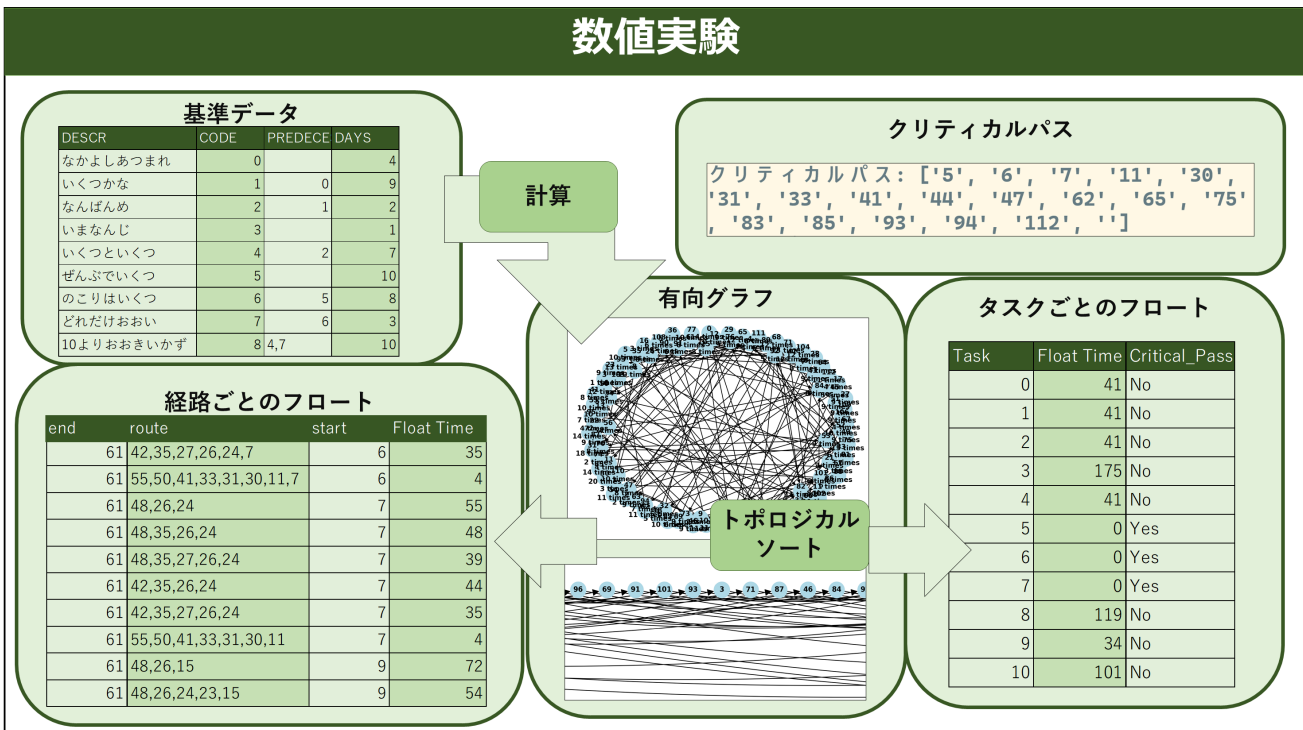 数値実験
基準データ
DESCR CODE PREDECE DAYS
なかよしあつまれ 0 4
いくつかな 1 0 9
なんばんめ 2 1 2
いまなんじ 3 1
いくつといくつ 4 2 7
ぜんぶでいくつ 5 10
のこりはいくつ 6 5 8
どれだけおおい 7 6 3
10よりおおきいかず 8 4,7 10
計算
クリティカルパス
クリティカルパス: ['5', '6', '7', '11', '30',
'31', '33', '41', '44', '47', '62', '65', '75'
, '83', '85', '93', '94', '112', '']
経路ごとのフロート
end route start Float Time
61 42,35,27,26,24,7 6 35
61 55,50,41,33,31,30,11,7 6 4
61 48,26,24 7 55
61 48,35,26,24 7 48
61 48,35,27,26,24 7 39
61 42,35,26,24 7 44
61 42,35,27,26,24 7 35
61 55,50,41,33,31,30,11 7 4
61 48,26,15 9 72
61 48,26,24,23,15 9 54
有向グラフ
トポロジカル
ソート
96 69 91 101 93 3 71 87 46 84 9
タスクごとのフロート
Task Float Time Critical_Pass
0 41 No
1 41 No
2 41 No
3 175 No
4 41 No
5 0 Yes
6 0 Yes
7 0 Yes
8 119 No
9 34 No
10 101 No